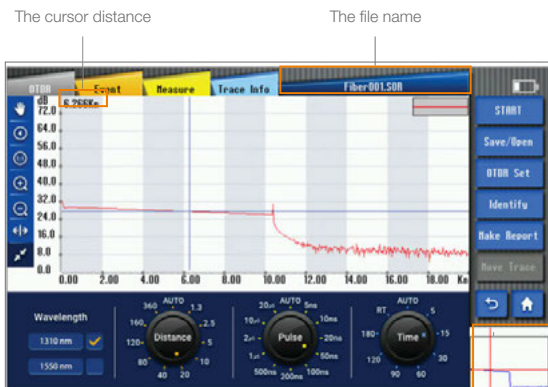 The cursor distance
The file name
OTDR
Event
Measure
Trace Info
Fiber001.SOR
dB
72.0
6.266Km
64.0
56.0
48.0
40.0
32.0
24.0
16.0
8.0
0.0
0.00 2.00 4.00 6.00 8.00 10.00 12.00 14.00 16.00 18.00 Km
START
Save/Open
OTDR Set
Identify
Make Report
Move Trace
Wavelength
1310 nm
1550 nm
Distance
AUTO
1.3
2.5
5
10
20
40
80
120
160
360
Pulse
AUTO
5ns
10ns
20ns
50ns
100ns
200ns
500ns
Time
AUTO
5
15
30
60
90
120
180
RT